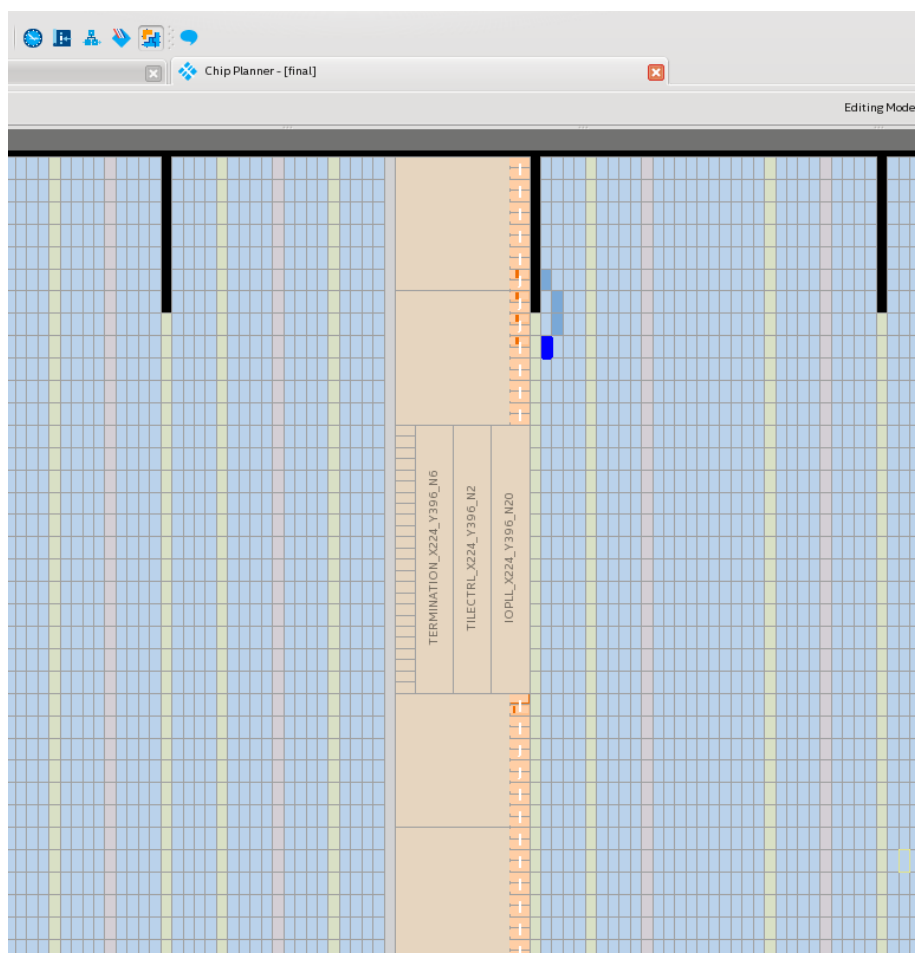 Chip Planner - [final]
Editing Mode
TERMINATION_X224_Y396_N6
TILECTRL_X224_Y396_N2
IOPLL_X224_Y396_N20